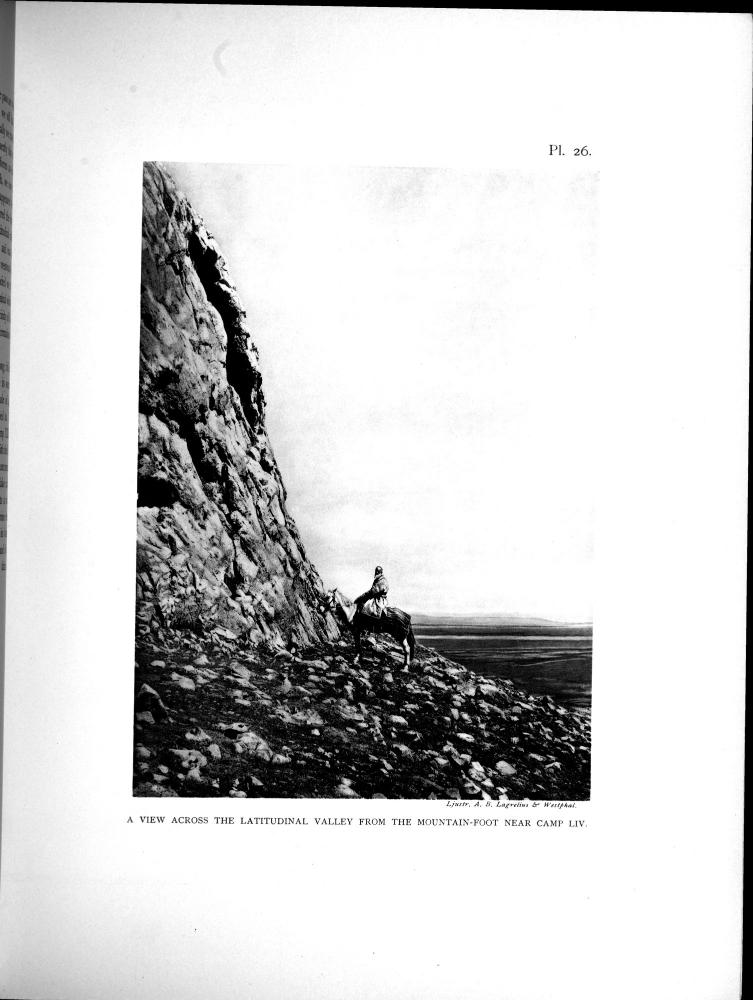 Pl. 26.
Ljustr. A. B. Lagrelius & Westphal.
A VIEW ACROSS THE LATITUDINAL VALLEY FROM THE MOUNTAIN-FOOT NEAR CAMP LIV.